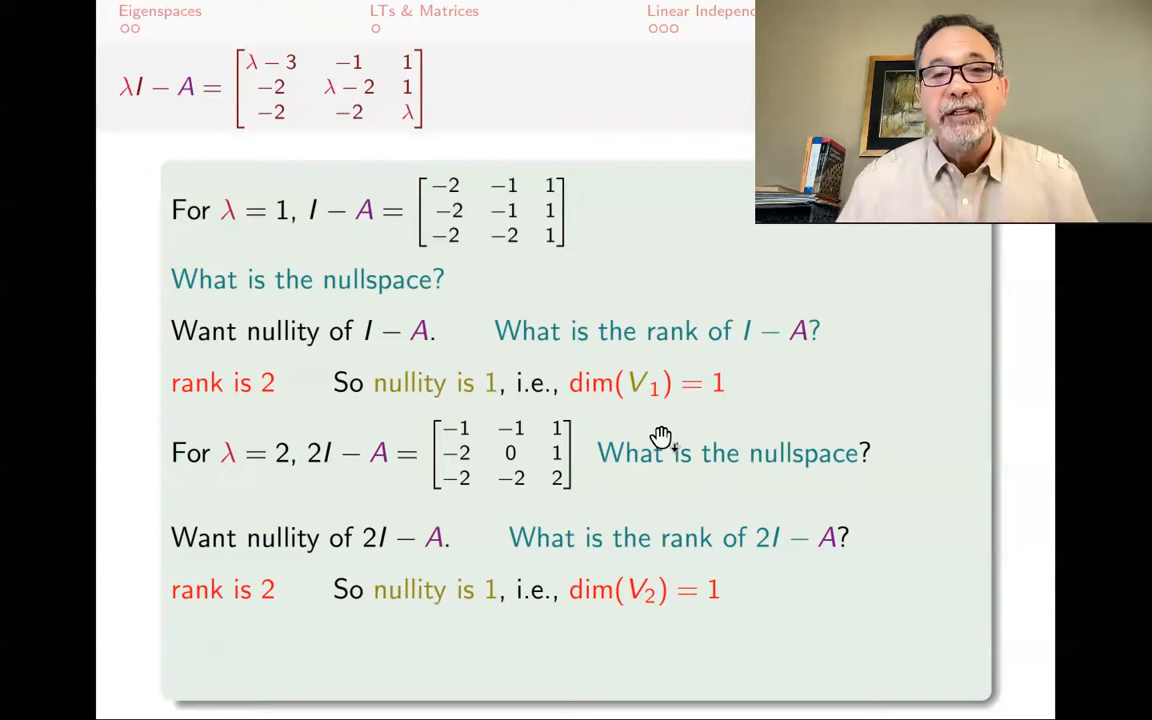 Eigenspaces LTs & Matrices Linear
λI − A = [λ − 3 −1 1
−2 λ − 2 1
−2 −2 λ]
For λ = 1, I − A = [−2 −1 1
−2 −1 1
−2 −2 1]
What is the nullspace?
Want nullity of I − A. What is the rank of I − A?
rank is 2 So nullity is 1, i.e., dim(V₁) = 1
For λ = 2, 2I − A = [−1 −1 1
−2 0 1
−2 −2 2] What is the nullspace?
Want nullity of 2I − A. What is the rank of 2I − A?
rank is 2 So nullity is 1, i.e., dim(V₂) = 1